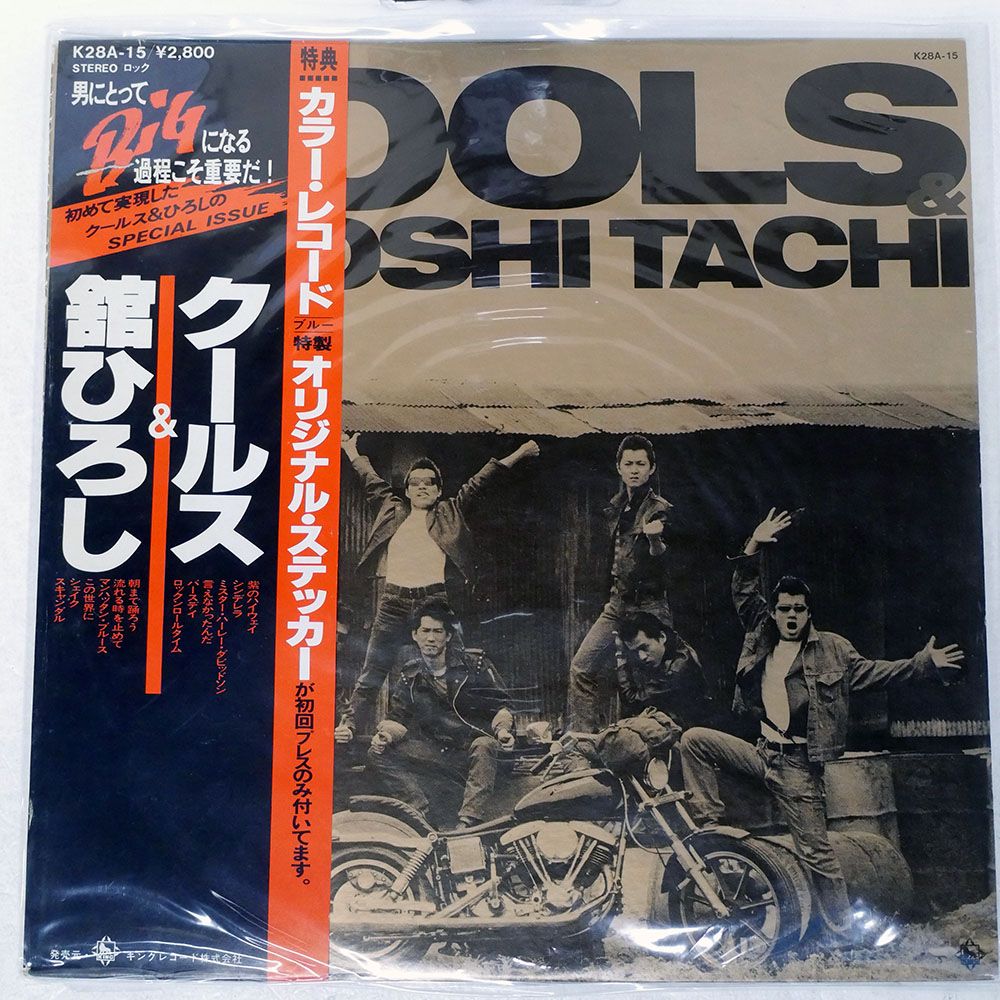 K28A-15/¥2,800
STEREO ロック
男にとって
Bigになる
過程こそ重要だ！
初めて実現した
クールス&ひろしの
SPECIAL ISSUE
クールス
&
舘ひろし
紫のハイウェイ
シンデレラ
ミスター・ハーレー・ダビッドソン
言えなかったんだ
バースデイ
ロックンロールタイム
朝まで踊ろう
流れる時を止めて
マンハッタン・ブルース
この世界に
シェイク
スキャンダル
発売元・キングレコード株式会社
特典
カラー・レコード
ブルー
特製
オリジナル・ステッカーが初回プレスのみ付いてます。
K28A-15
OOLS
&
OSHI TACHI